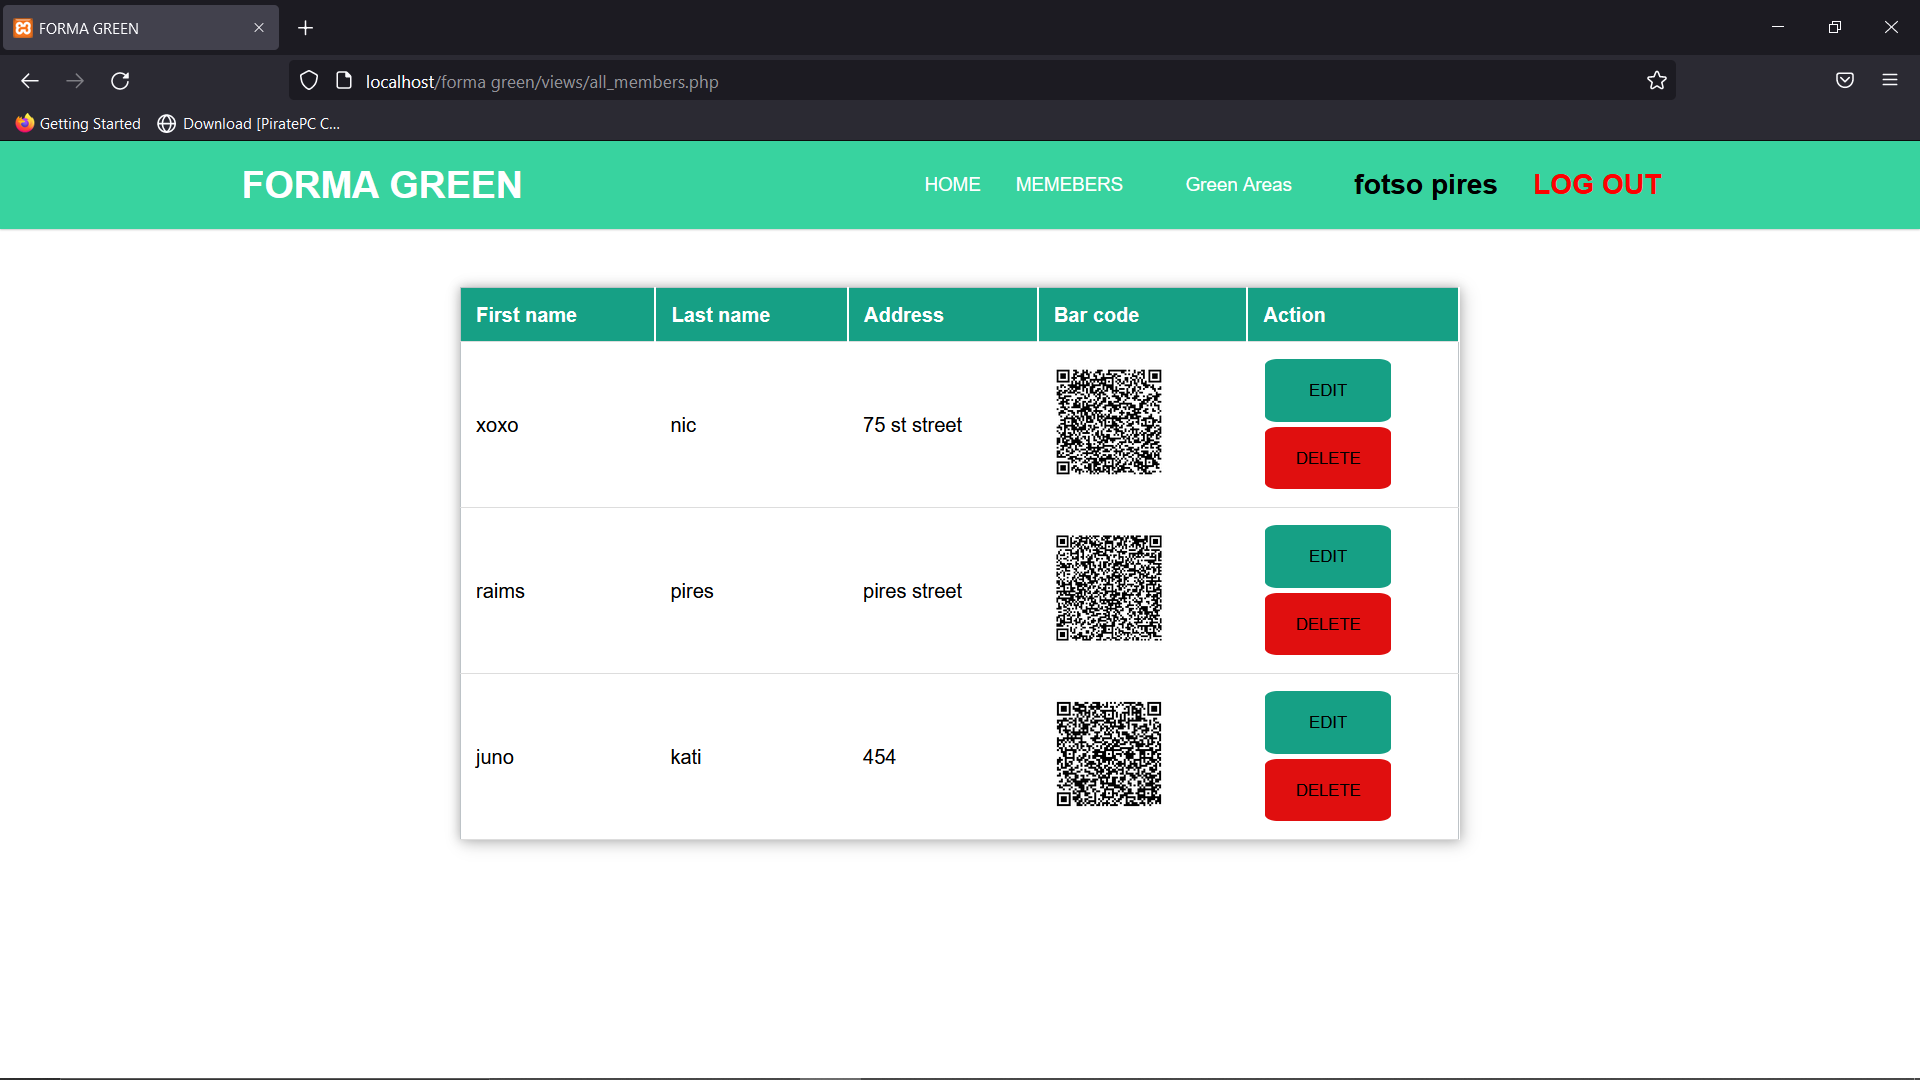 FORMA GREEN
localhost/forma green/views/all_members.php
Getting Started Download [PiratePC C...
FORMA GREEN HOME MEMEBERS Green Areas fotso pires LOG OUT
First name Last name Address Bar code Action
xoxo nic 75 st street EDIT
DELETE
raims pires pires street EDIT
DELETE
juno kati 454 EDIT
DELETE